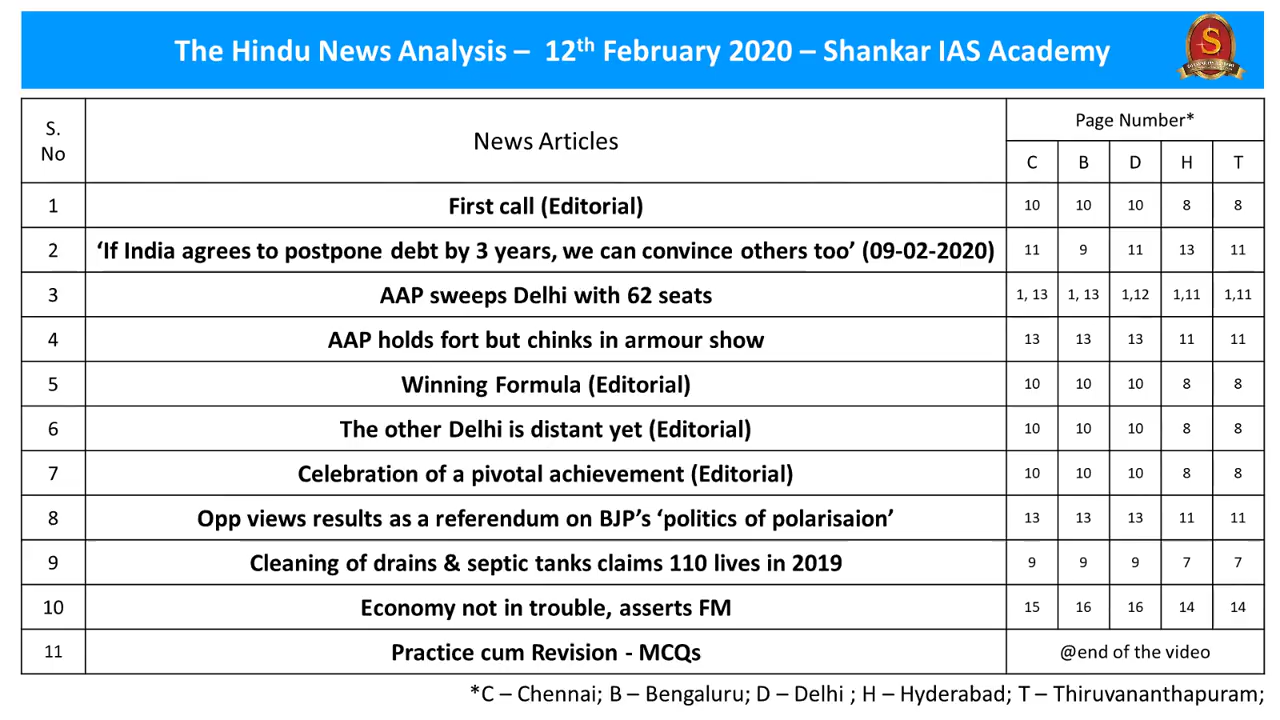 The Hindu News Analysis – 12th February 2020 – Shankar IAS Academy
S
S. No News Articles Page Number*
C B D H T
1 First call (Editorial) 10 10 10 8 8
2 ‘If India agrees to postpone debt by 3 years, we can convince others too’ (09-02-2020) 11 9 11 13 11
3 AAP sweeps Delhi with 62 seats 1, 13 1, 13 1,12 1,11 1,11
4 AAP holds fort but chinks in armour show 13 13 13 11 11
5 Winning Formula (Editorial) 10 10 10 8 8
6 The other Delhi is distant yet (Editorial) 10 10 10 8 8
7 Celebration of a pivotal achievement (Editorial) 10 10 10 8 8
8 Opp views results as a referendum on BJP’s ‘politics of polarisaion’ 13 13 13 11 11
9 Cleaning of drains & septic tanks claims 110 lives in 2019 9 9 9 7 7
10 Economy not in trouble, asserts FM 15 16 16 14 14
11 Practice cum Revision - MCQs @end of the video
*C – Chennai; B – Bengaluru; D – Delhi ; H – Hyderabad; T – Thiruvananthapuram;